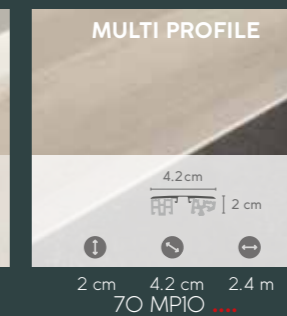 MULTI PROFILE
4.2cm
2 cm
2 cm 4.2 cm 2.4 m
70 MP10 ....